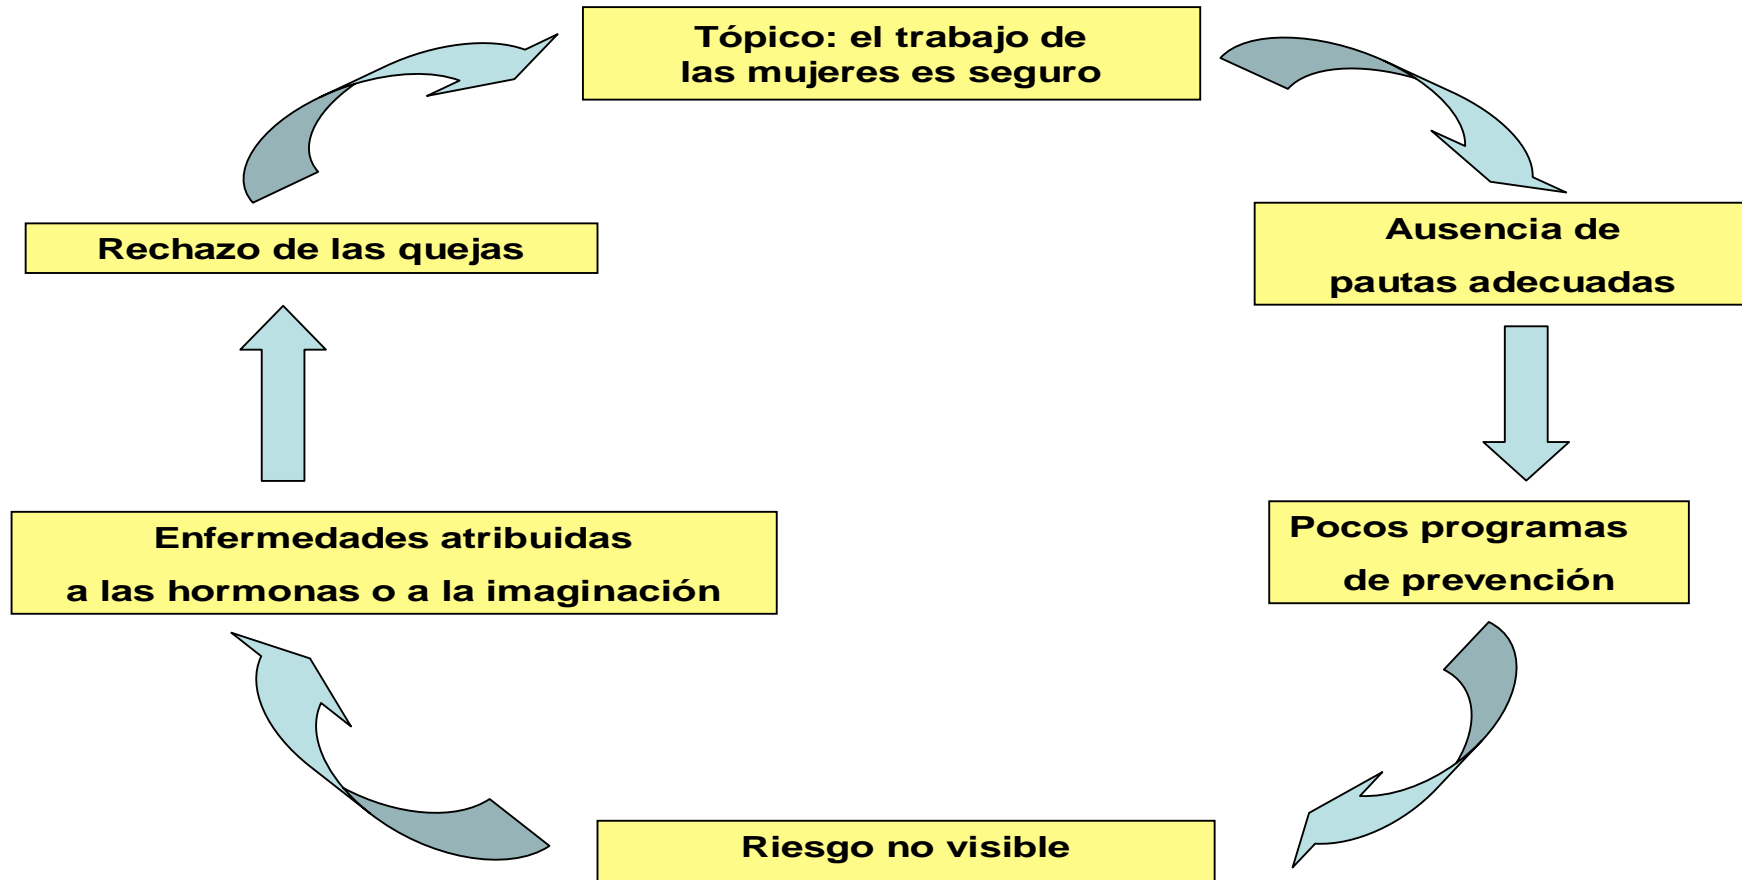 Tópico: el trabajo de
las mujeres es seguro
Rechazo de las quejas
Ausencia de
pautas adecuadas
Enfermedades atribuidas
a las hormonas o a la imaginación
Pocos programas
de prevención
Riesgo no visible